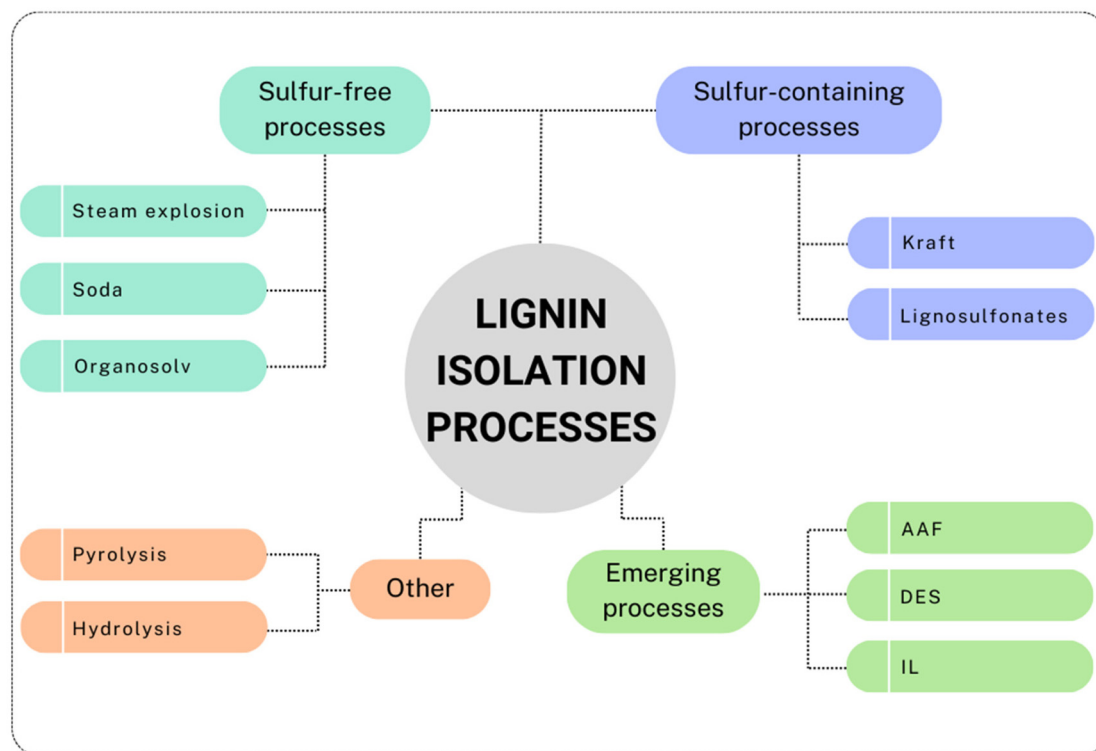 Sulfur-free
processes
Sulfur-containing
processes
Steam explosion
Soda
Organosolv
Kraft
Lignosulfonates
LIGNIN
ISOLATION
PROCESSES
Pyrolysis
Hydrolysis
Other
Emerging
processes
AAF
DES
IL